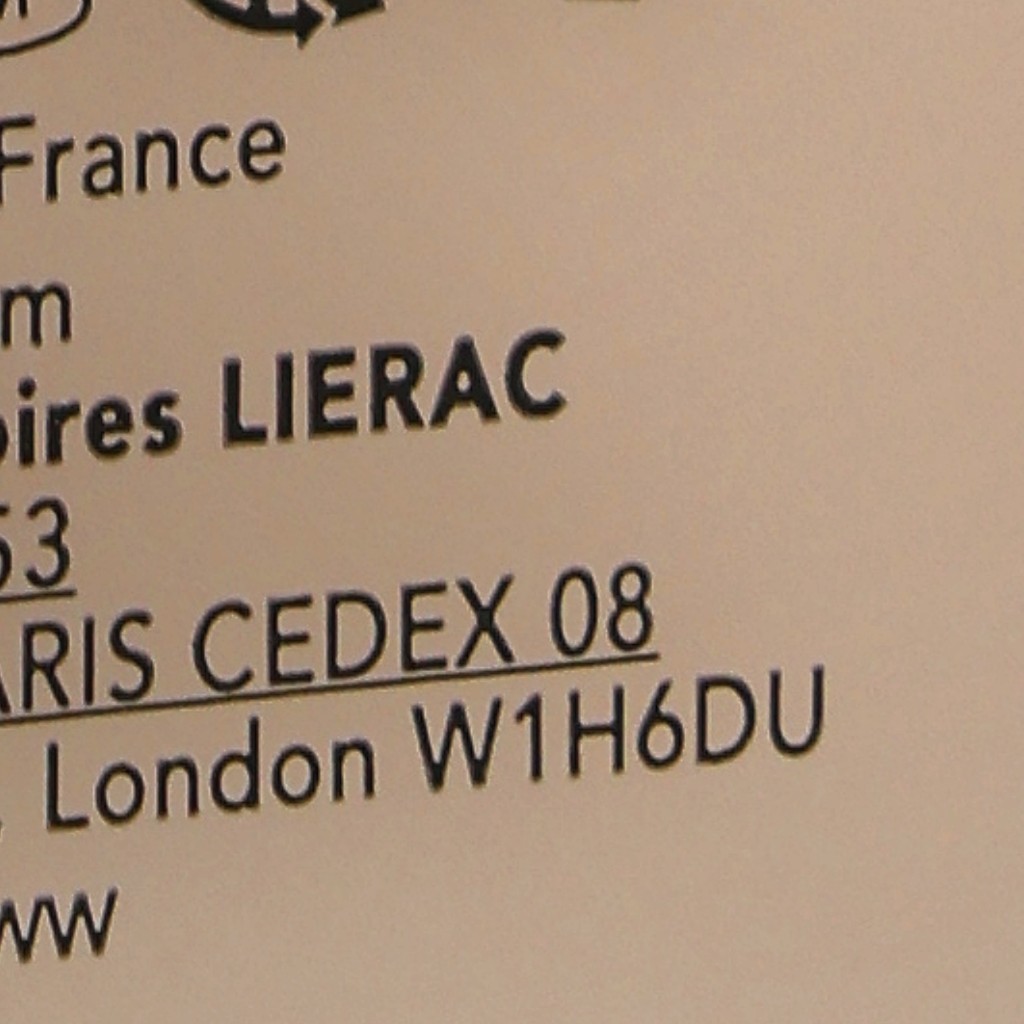 France
m
oires LIERAC
53
ARIS CEDEX 08
, London W1H6DU
ww